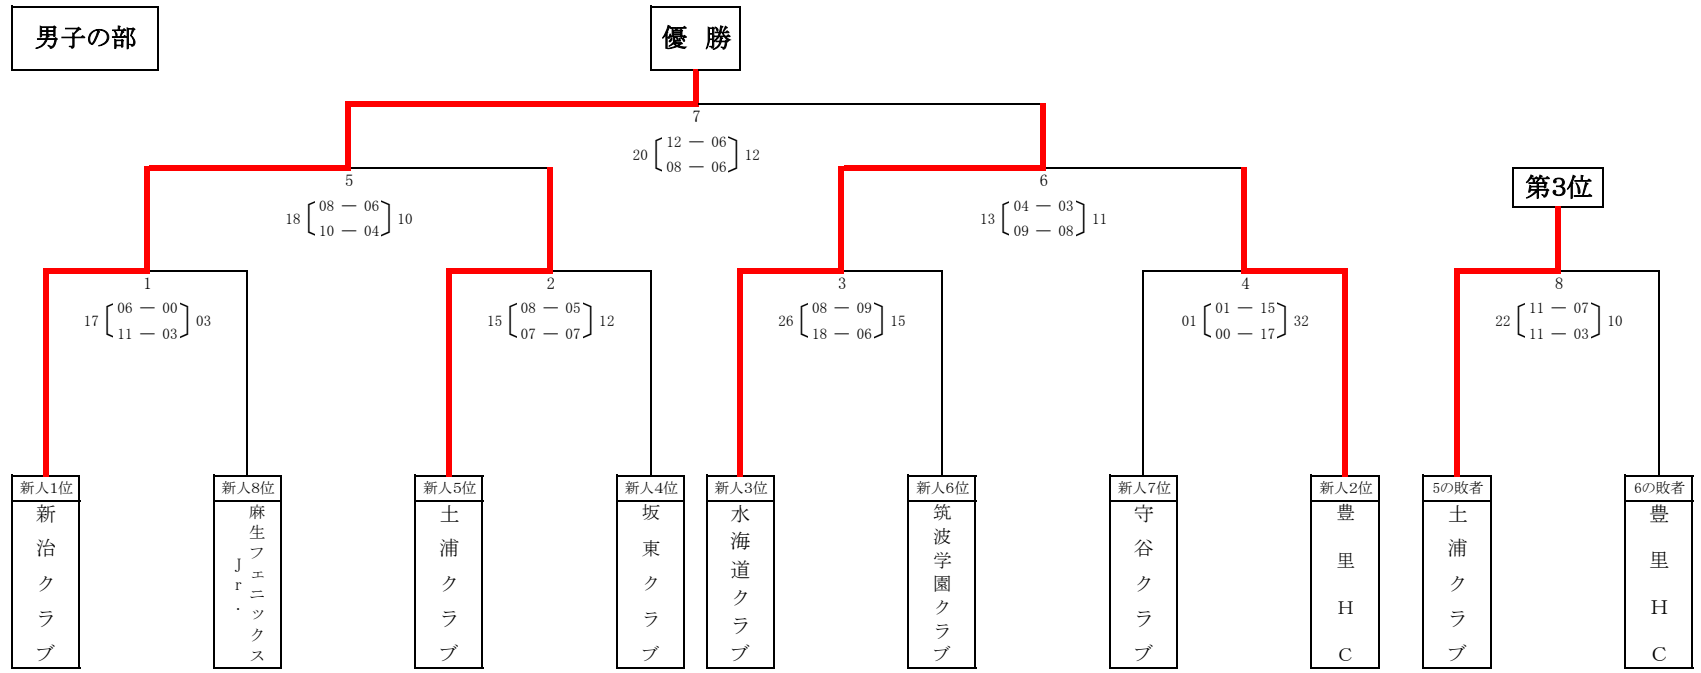 男子の部
優 勝
7
20 12 － 06 12
08 － 06
5
18 08 － 06 10
10 － 04
6
13 04 － 03 11
09 － 08
第3位
1
17 06 － 00 03
11 － 03
2
15 08 － 05 12
07 － 07
3
26 08 － 09 15
18 － 06
4
01 01 － 15 32
00 － 17
8
22 11 － 07 10
11 － 03
新人1位
新治クラブ
新人8位
麻生フェニックス
Jr.
新人5位
土浦クラブ
新人4位
坂東クラブ
新人3位
水海道クラブ
新人6位
筑波学園クラブ
新人7位
守谷クラブ
新人2位
豊里HC
5の敗者
土浦クラブ
6の敗者
豊里HC